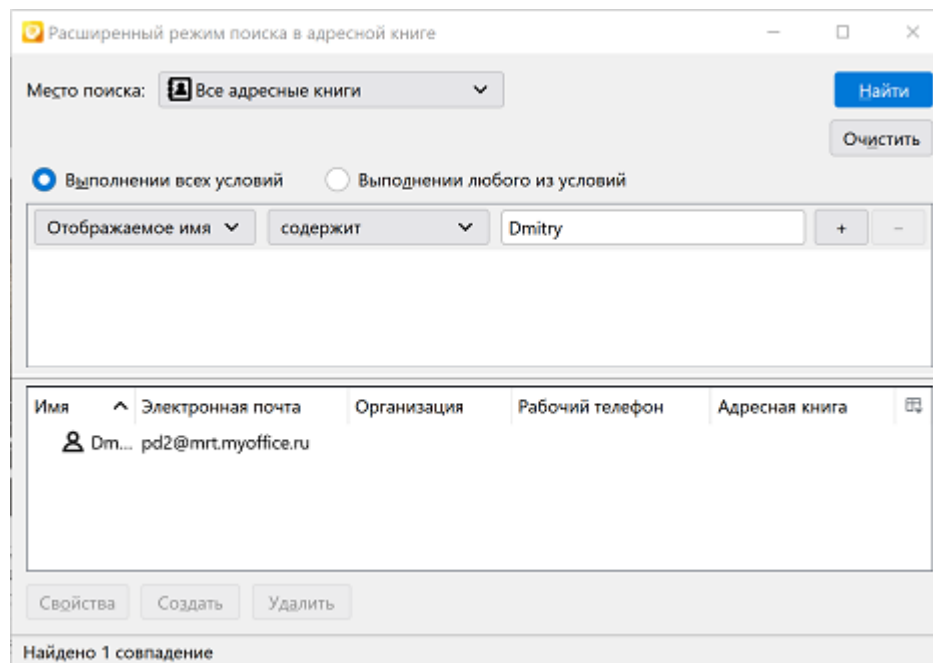 Расширенный режим поиска в адресной книге
Место поиска: Все адресные книги Найти
Очистить
Выполнении всех условий Выполнении любого из условий
Отображаемое имя содержит Dmitry + −
Имя Электронная почта Организация Рабочий телефон Адресная книга
Dm... pd2@mrt.myoffice.ru
Свойства Создать Удалить
Найдено 1 совпадение